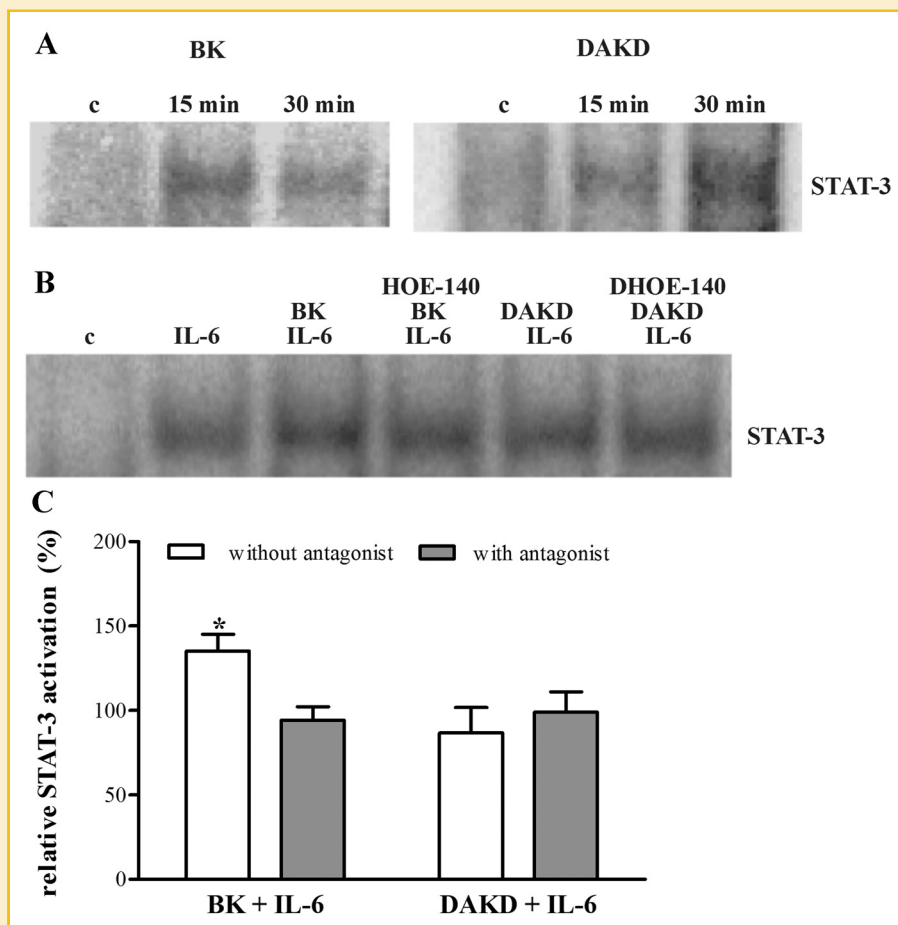 A
BK
DAKD
c 15 min 30 min
c 15 min 30 min
STAT-3
B
HOE-140 DHOE-140
BK BK DAKD DAKD
c IL-6 IL-6 IL-6 IL-6 IL-6
STAT-3
C
relative STAT-3 activation (%)
200
150
100
50
0
without antagonist with antagonist
*
BK + IL-6 DAKD + IL-6